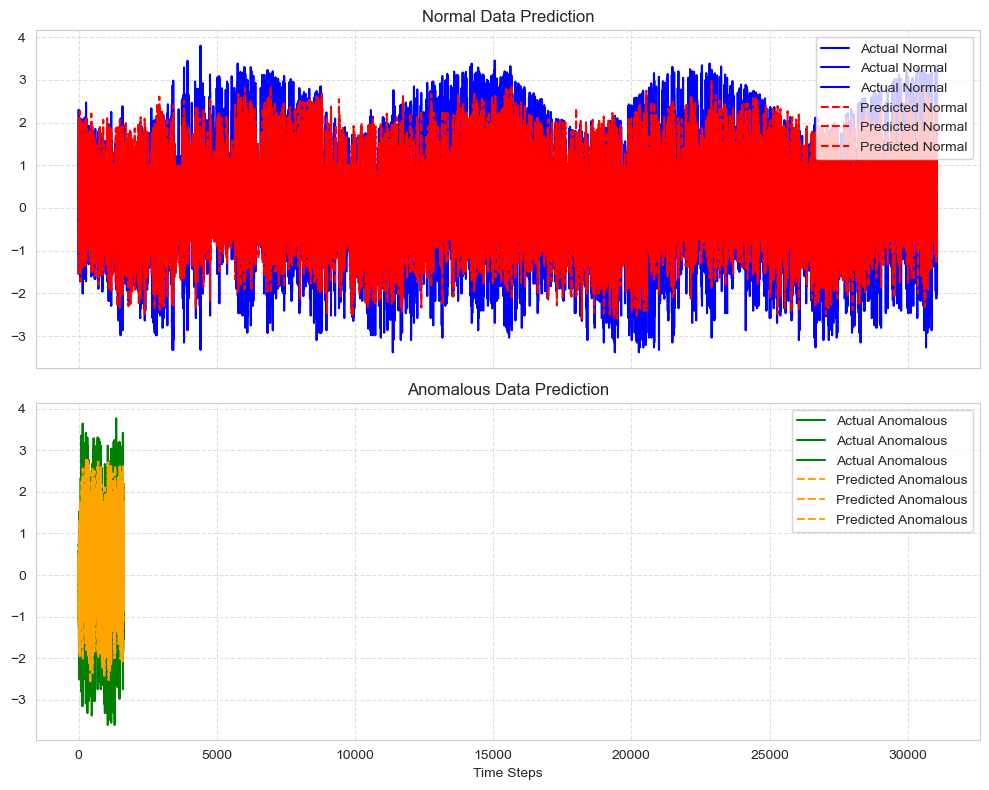 Normal Data Prediction
4
3
2
1
0
−1
−2
−3
Actual Normal
Actual Normal
Actual Normal
Predicted Normal
Predicted Normal
Predicted Normal
Anomalous Data Prediction
4
3
2
1
0
−1
−2
−3
Actual Anomalous
Actual Anomalous
Actual Anomalous
Predicted Anomalous
Predicted Anomalous
Predicted Anomalous
0 5000 10000 15000 20000 25000 30000
Time Steps